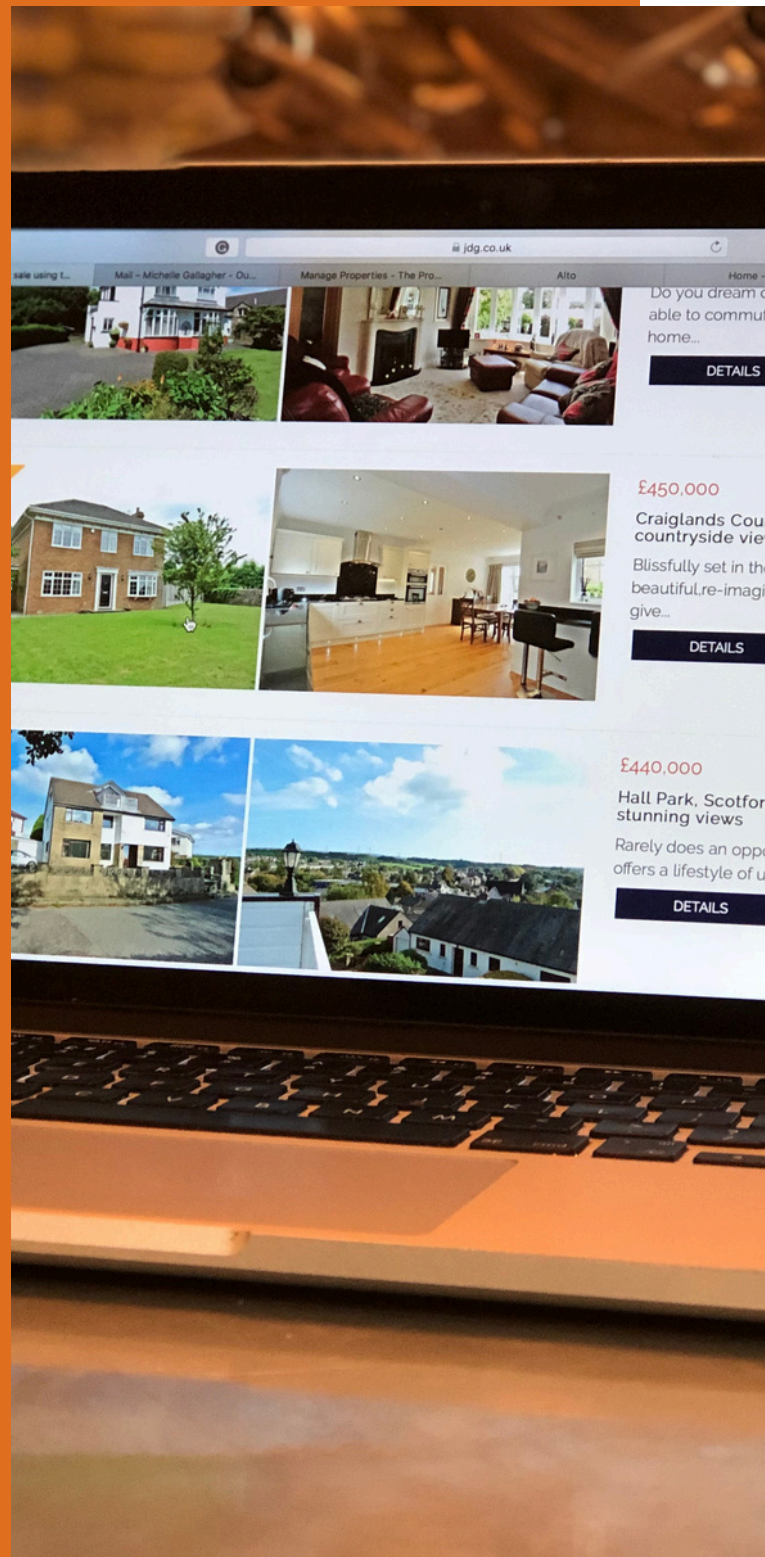 jdg.co.uk
sale using t...
Mail – Michelle Gallagher – Ou...
Manage Properties - The Pro...
Alto
Home -
Do you dream
able to commut
home...
DETAILS
£450,000
Craiglands Cou
countryside vie
Blissfully set in the
beautiful,re-imagi
give...
DETAILS
£440,000
Hall Park, Scotfor
stunning views
Rarely does an oppo
offers a lifestyle of u
DETAILS